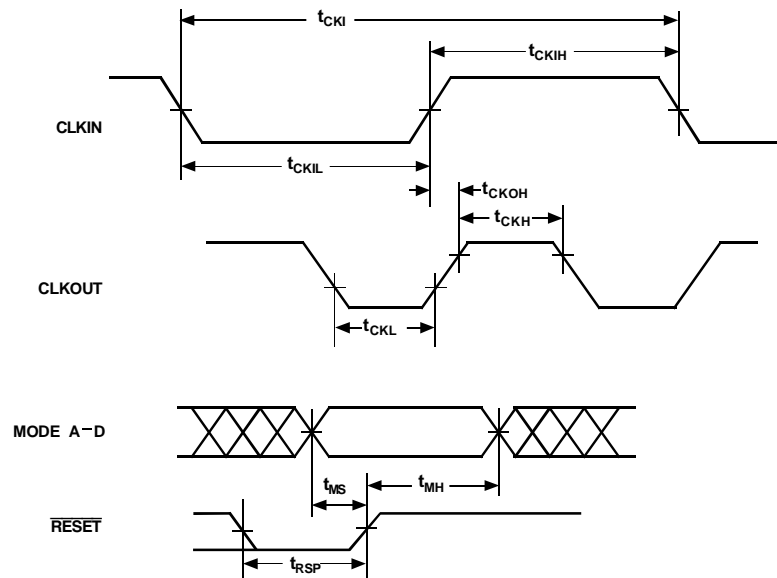 tCKI
tCKIH
CLKIN
tCKIL
tCKOH
tCKH
CLKOUT
tCKL
MODE A–D
tMS
tMH
RESET
tRSP